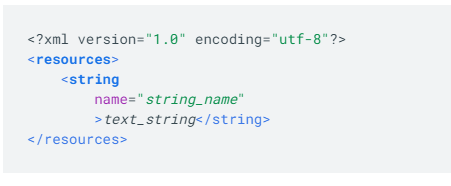 <?xml version="1.0" encoding="utf-8"?>
<resources>
    <string
        name="string_name"
        >text_string</string>
</resources>